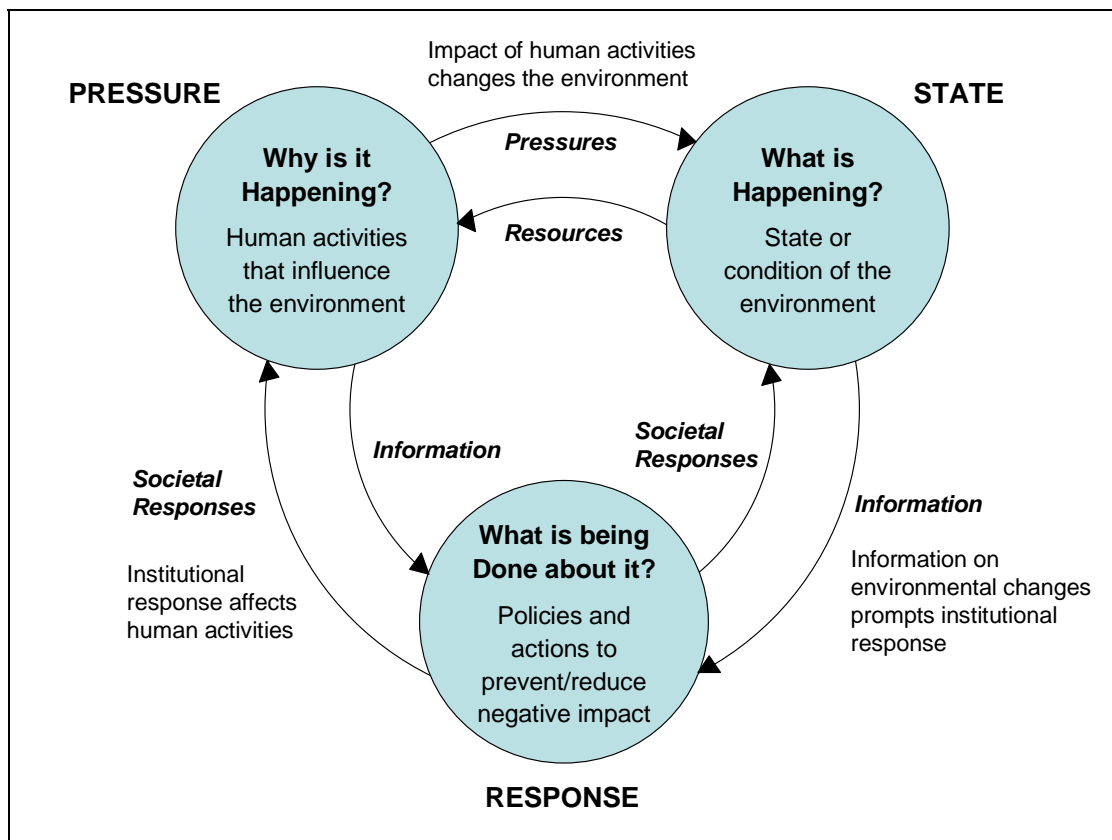 Impact of human activities
changes the environment
PRESSURE
STATE
Pressures
Why is it
Happening?
Human activities
that influence
the environment
What is
Happening?
State or
condition of the
environment
Resources
Information
Societal
Responses
Societal
Responses
Institutional
response affects
human activities
Information
Information on
environmental changes
prompts institutional
response
What is being
Done about it?
Policies and
actions to
prevent/reduce
negative impact
RESPONSE